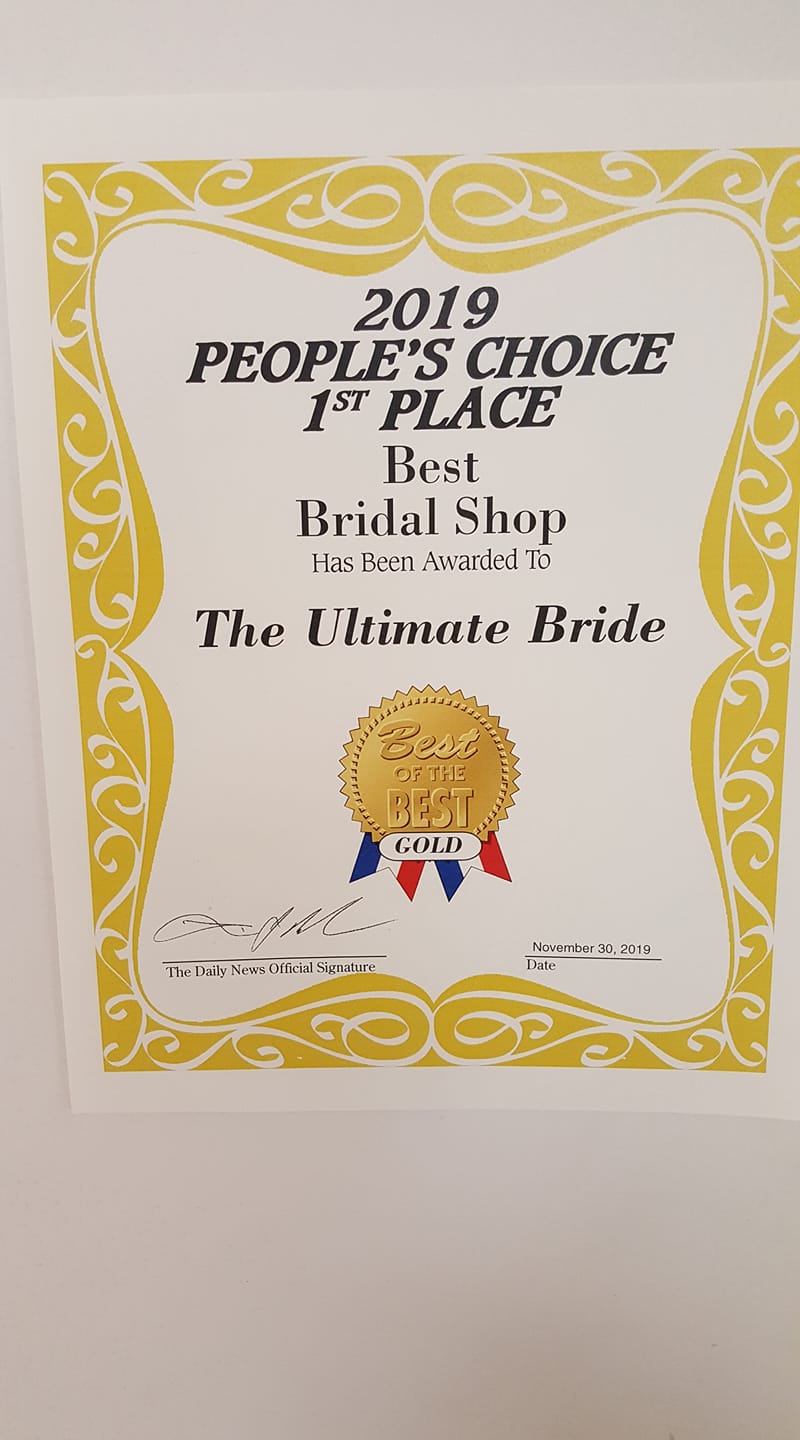 2019
PEOPLE'S CHOICE
1ST PLACE
Best
Bridal Shop
Has Been Awarded To
The Ultimate Bride
Best
OF THE
BEST
GOLD
The Daily News Official Signature
November 30, 2019
Date